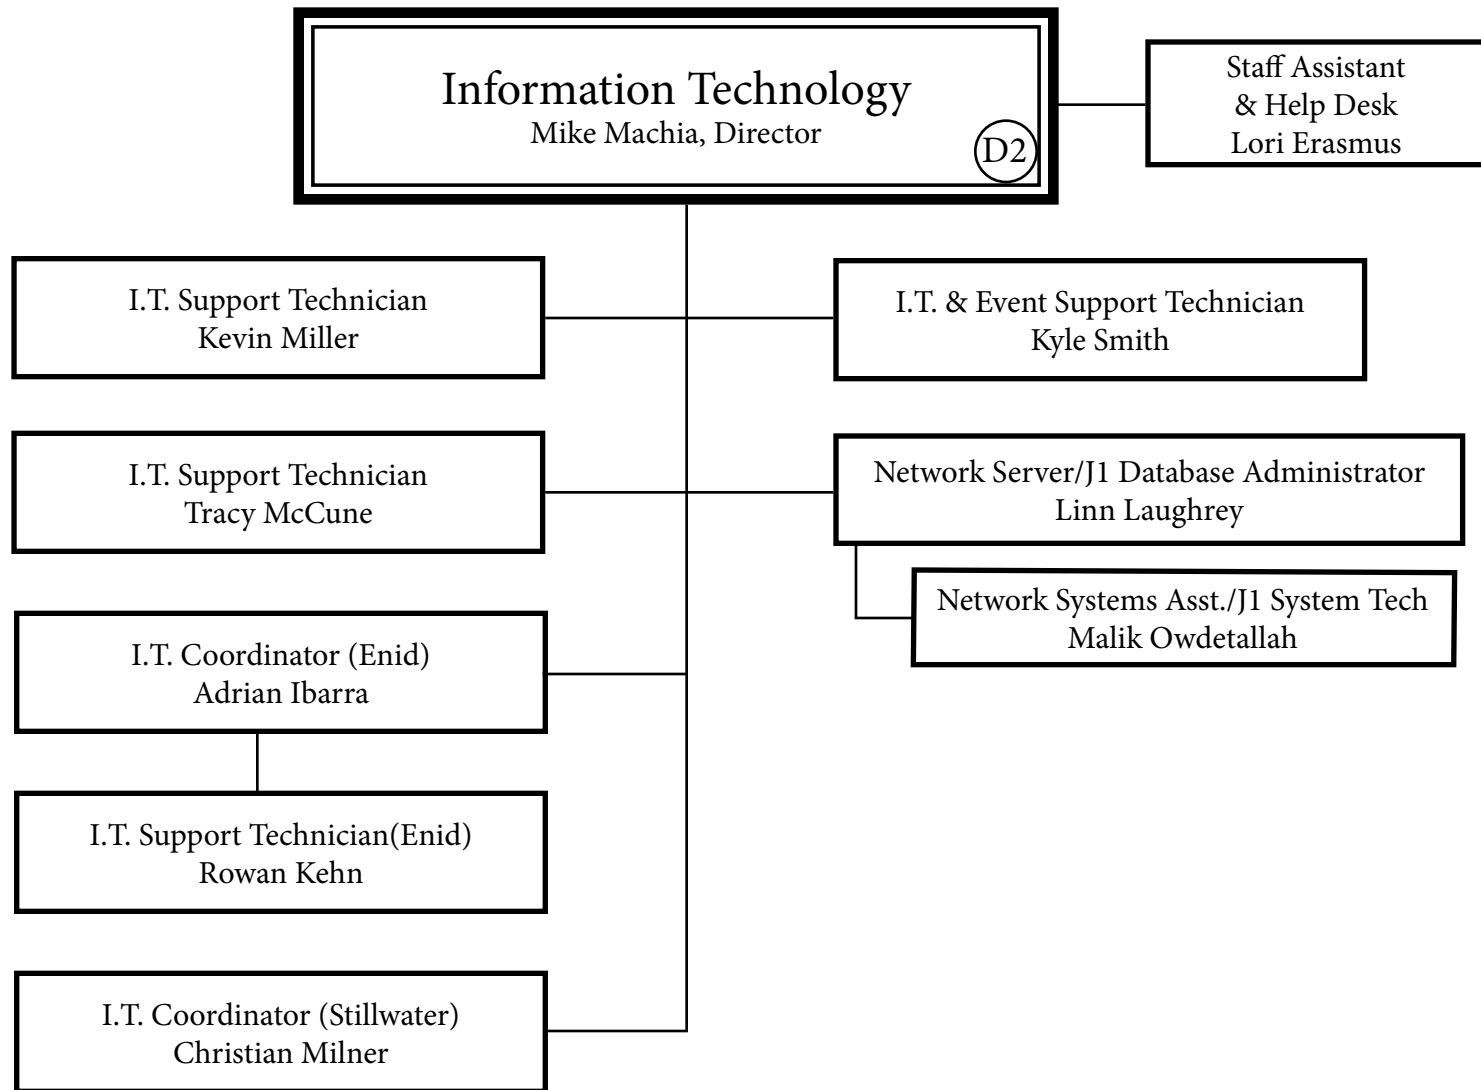 Information Technology
Mike Machia, Director
D2
Staff Assistant
& Help Desk
Lori Erasmus
I.T. Support Technician
Kevin Miller
I.T. & Event Support Technician
Kyle Smith
I.T. Support Technician
Tracy McCune
Network Server/J1 Database Administrator
Linn Laughrey
Network Systems Asst./J1 System Tech
Malik Owdetallah
I.T. Coordinator (Enid)
Adrian Ibarra
I.T. Support Technician(Enid)
Rowan Kehn
I.T. Coordinator (Stillwater)
Christian Milner